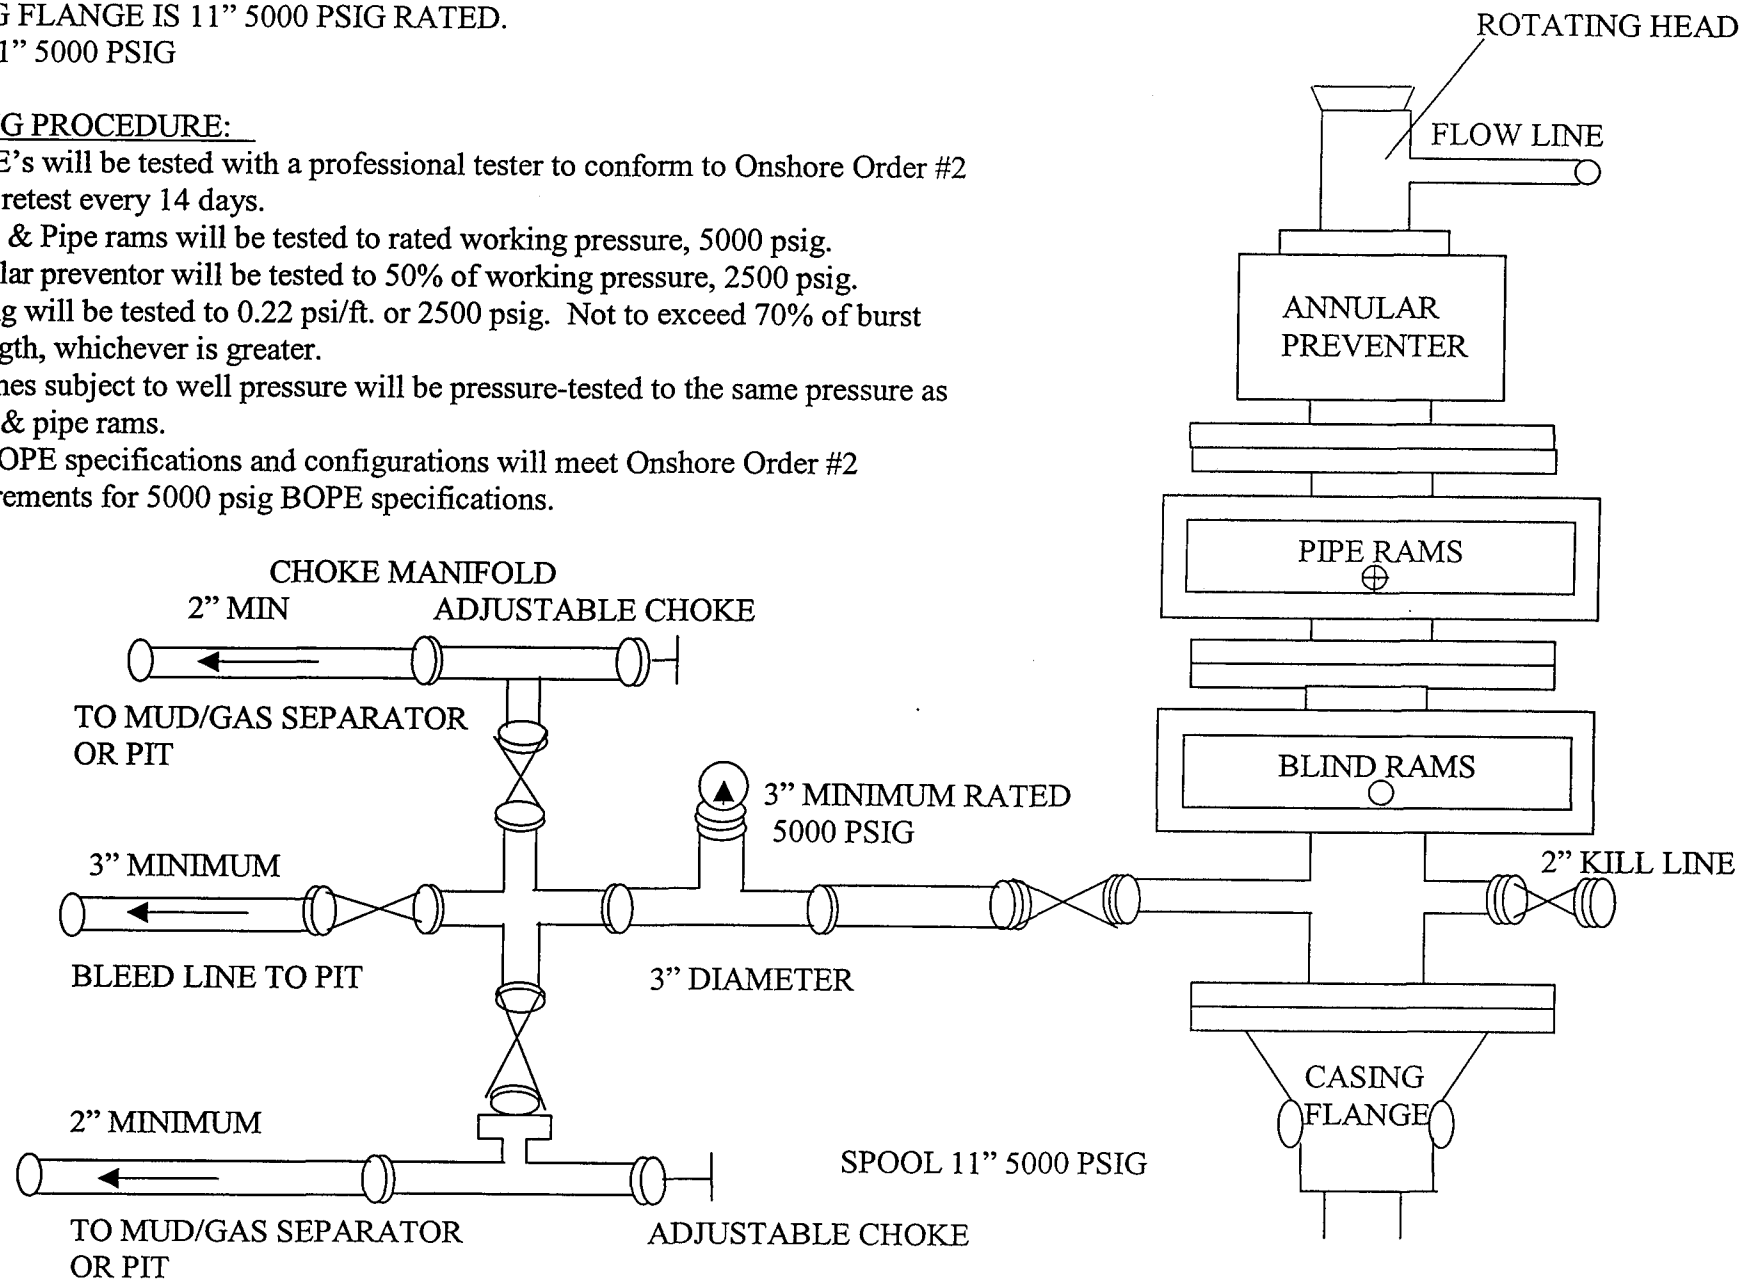 G FLANGE IS 11” 5000 PSIG RATED.
1” 5000 PSIG
G PROCEDURE:
E’s will be tested with a professional tester to conform to Onshore Order #2
retest every 14 days.
& Pipe rams will be tested to rated working pressure, 5000 psig.
lar preventor will be tested to 50% of working pressure, 2500 psig.
g will be tested to 0.22 psi/ft. or 2500 psig. Not to exceed 70% of burst
gth, whichever is greater.
nes subject to well pressure will be pressure-tested to the same pressure as
& pipe rams.
OPE specifications and configurations will meet Onshore Order #2
rements for 5000 psig BOPE specifications.
ROTATING HEAD
FLOW LINE
ANNULAR
PREVENTER
PIPE RAMS
BLIND RAMS
2” KILL LINE
CASING
FLANGE
CHOKE MANIFOLD
2” MIN
ADJUSTABLE CHOKE
TO MUD/GAS SEPARATOR
OR PIT
3” MINIMUM RATED
5000 PSIG
3” MINIMUM
BLEED LINE TO PIT
3” DIAMETER
2” MINIMUM
SPOOL 11” 5000 PSIG
TO MUD/GAS SEPARATOR
OR PIT
ADJUSTABLE CHOKE